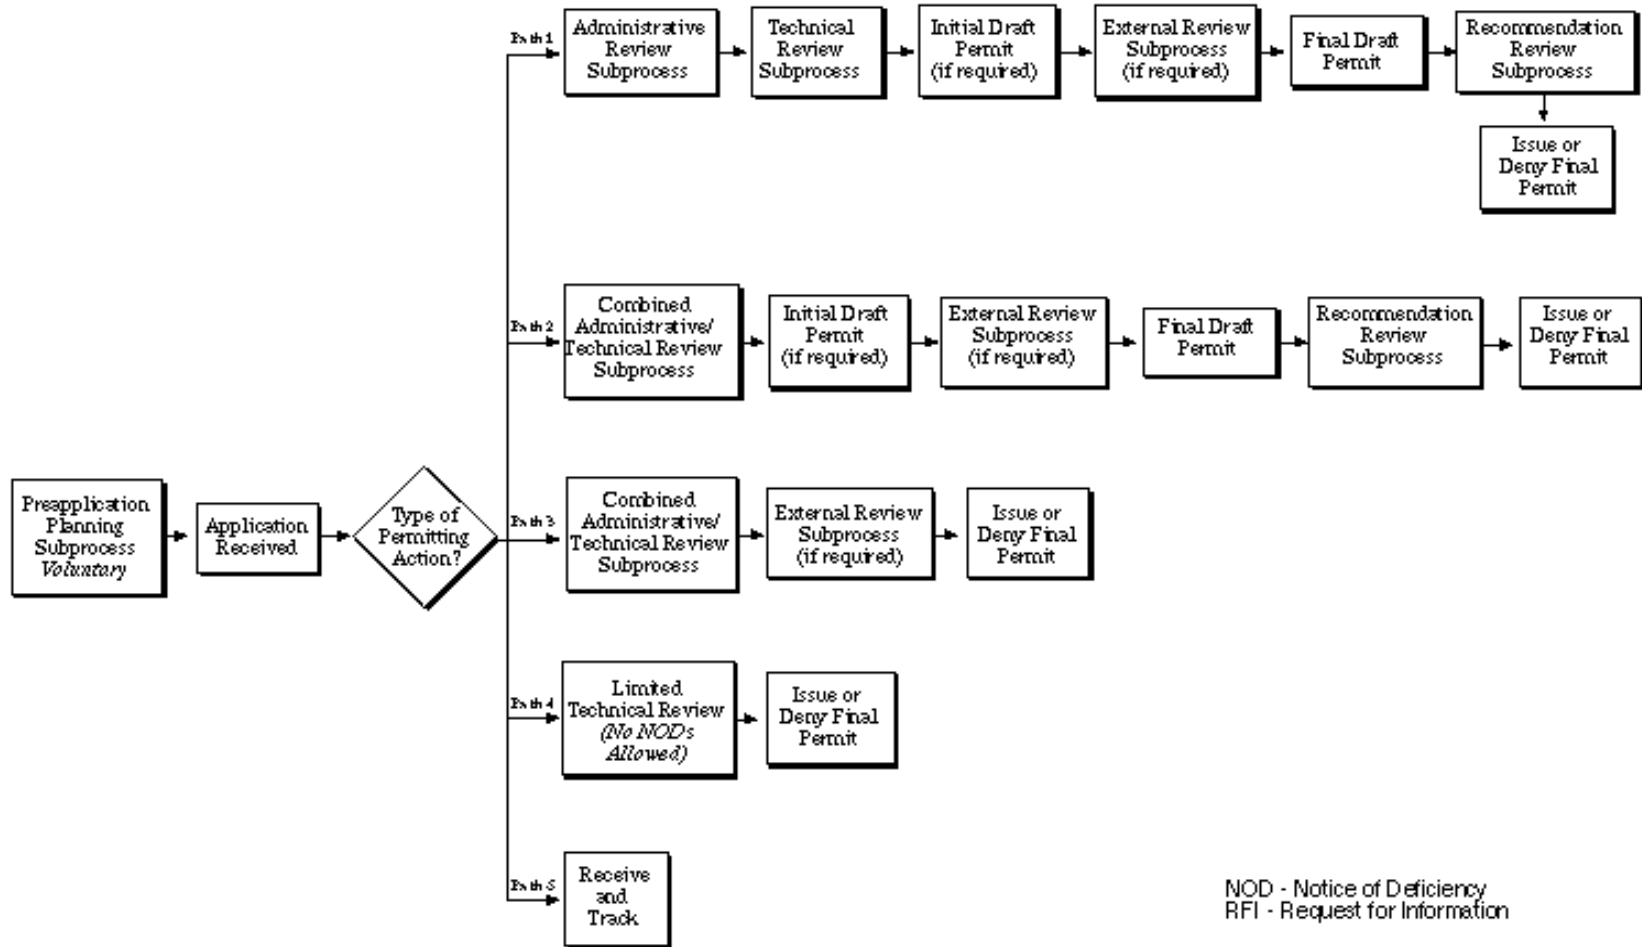 Path 1
Administrative
Review
Subprocess
Technical
Review
Subprocess
Initial Draft
Permit
(if required)
External Review
Subprocess
(if required)
Final Draft
Permit
Recommendation
Review
Subprocess
Issue or
Deny Final
Permit
Path 2
Combined
Administrative/
Technical Review
Subprocess
Initial Draft
Permit
(if required)
External Review
Subprocess
(if required)
Final Draft
Permit
Recommendation
Review
Subprocess
Issue or
Deny Final
Permit
Preapplication
Planning
Subprocess
Voluntary
Application
Received
Type of
Permitting
Action?
Path 3
Combined
Administrative/
Technical Review
Subprocess
External Review
Subprocess
(if required)
Issue or
Deny Final
Permit
Path 4
Limited
Technical Review
(No NODs
Allowed)
Issue or
Deny Final
Permit
Path 5
Receive
and
Track
NOD - Notice of Deficiency
RFI - Request for Information